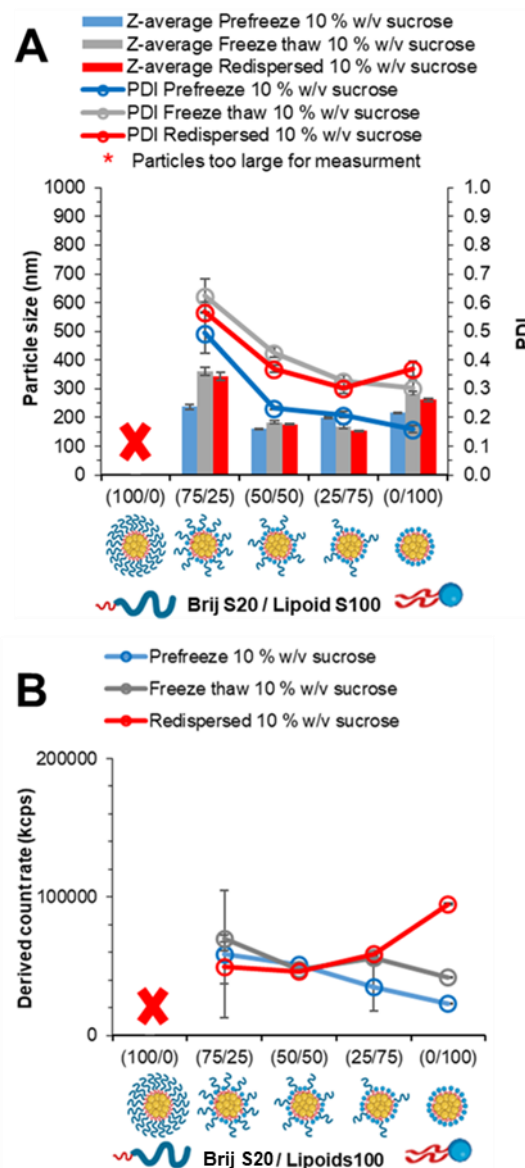 A
Z-average Prefreeze 10 % w/v sucrose
Z-average Freeze thaw 10 % w/v sucrose
Z-average Redispersed 10 % w/v sucrose
PDI Prefreeze 10 % w/v sucrose
PDI Freeze thaw 10 % w/v sucrose
PDI Redispersed 10 % w/v sucrose
* Particles too large for measurment
Particle size (nm)
1000
900
800
700
600
500
400
300
200
100
0
1.0
0.9
0.8
0.7
0.6
0.5
0.4
0.3
0.2
0.1
0.0
PDI
(100/0) (75/25) (50/50) (25/75) (0/100)
Brij S20 / Lipoid S100
B
Prefreeze 10 % w/v sucrose
Freeze thaw 10 % w/v sucrose
Redispersed 10 % w/v sucrose
Derived count rate (kcps)
200000
100000
0
(100/0) (75/25) (50/50) (25/75) (0/100)
Brij S20 / Lipoids100